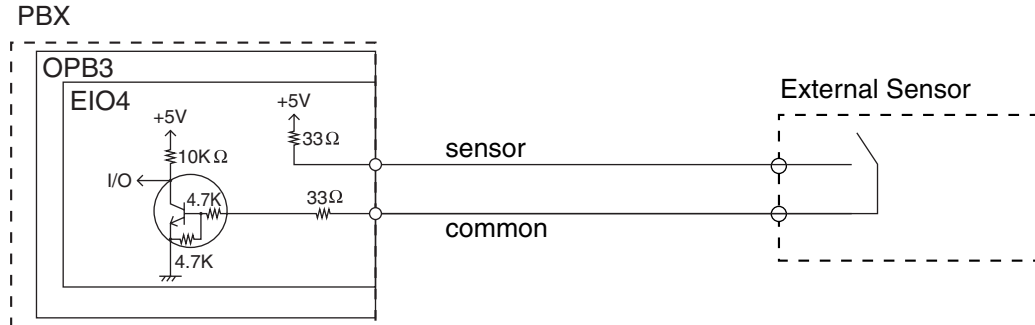 PBX
OPB3
EIO4
+5V
+5V
33Ω
10KΩ
I/O
4.7K
33Ω
4.7K
sensor
common
External Sensor